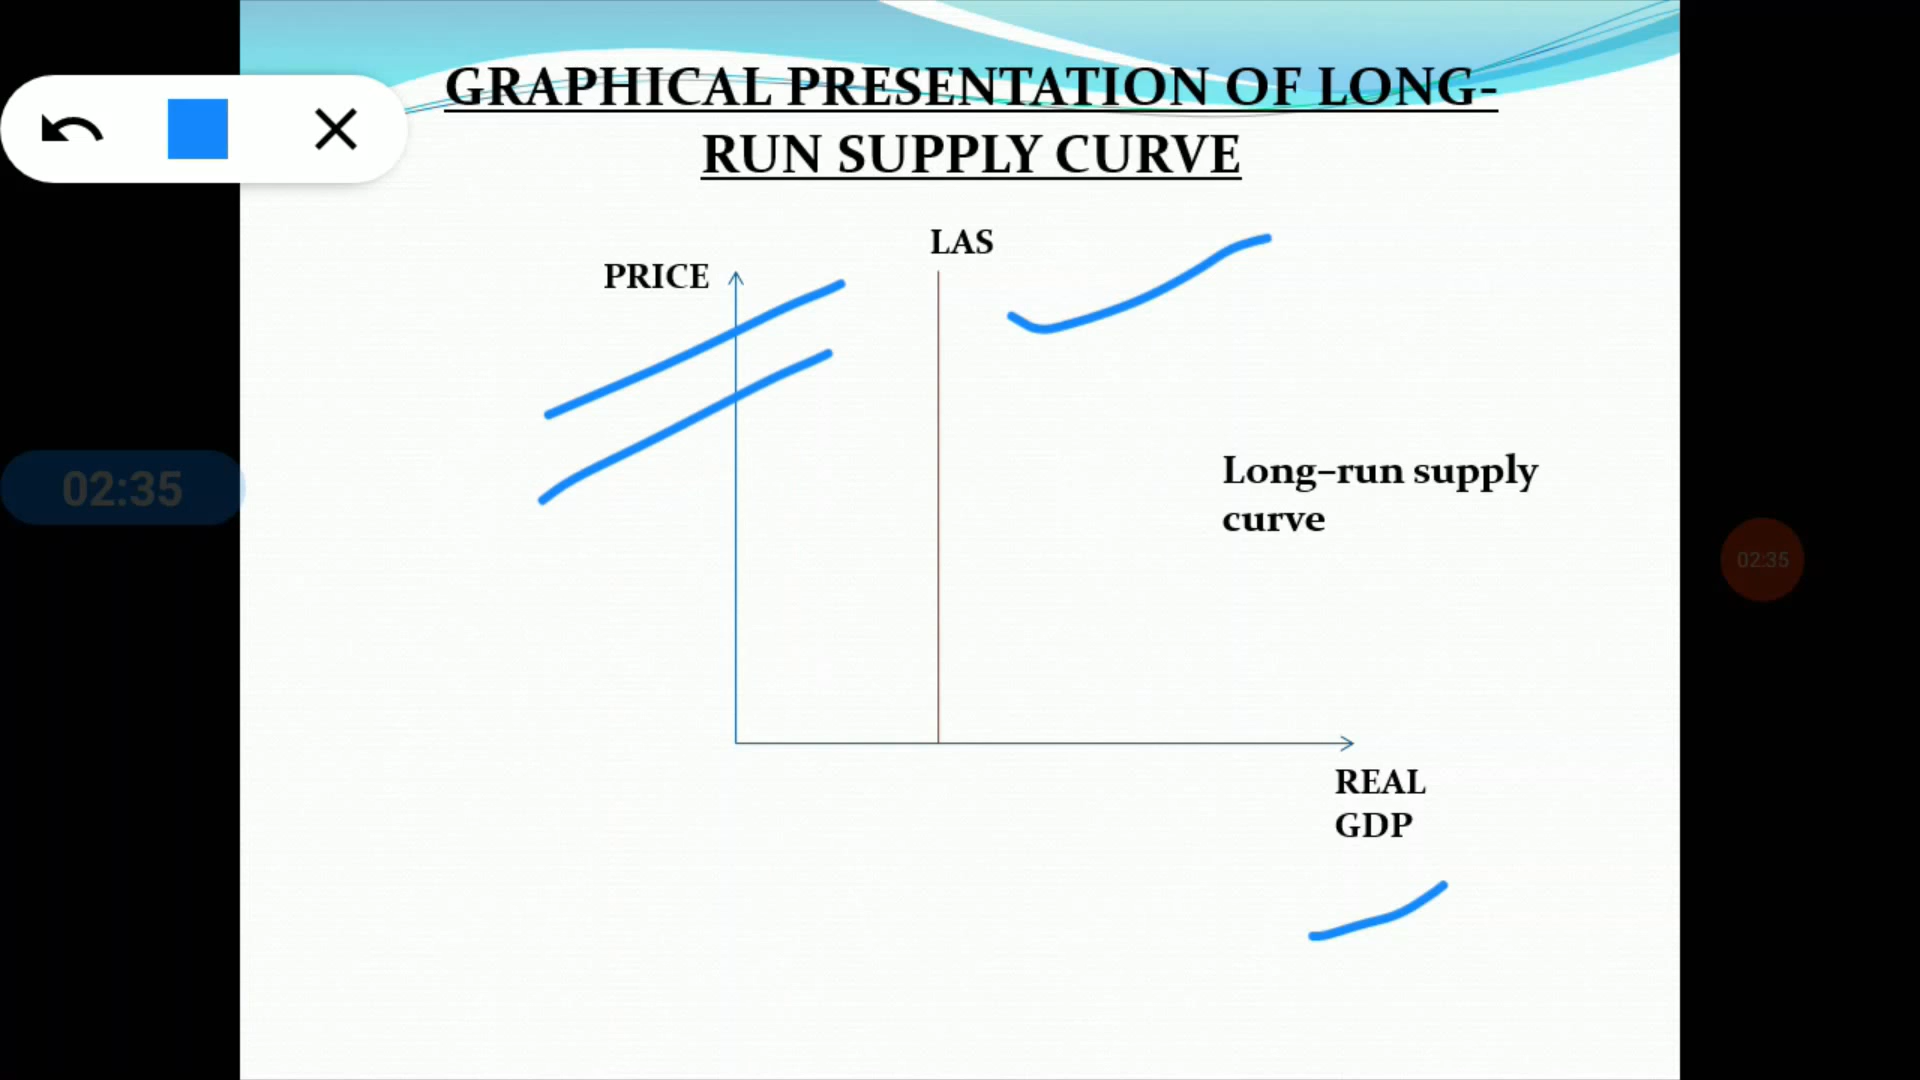 GRAPHICAL PRESENTATION OF LONG-
RUN SUPPLY CURVE
LAS
PRICE
Long–run supply
curve
02:35
02:35
REAL
GDP